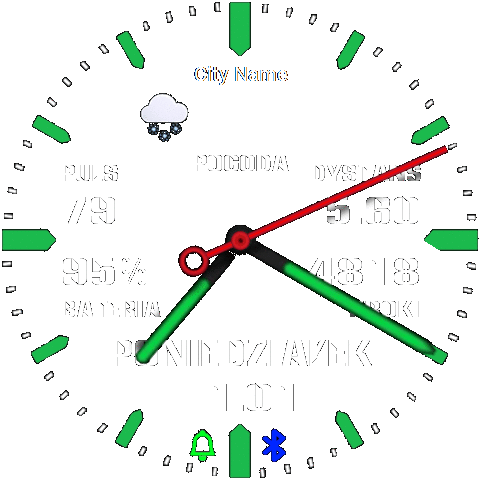 City Name
POGODA
PULS DYSTANS
79 5.60
95% 4818
BATERIA KROKI
PONIEDZIAŁEK
1.01